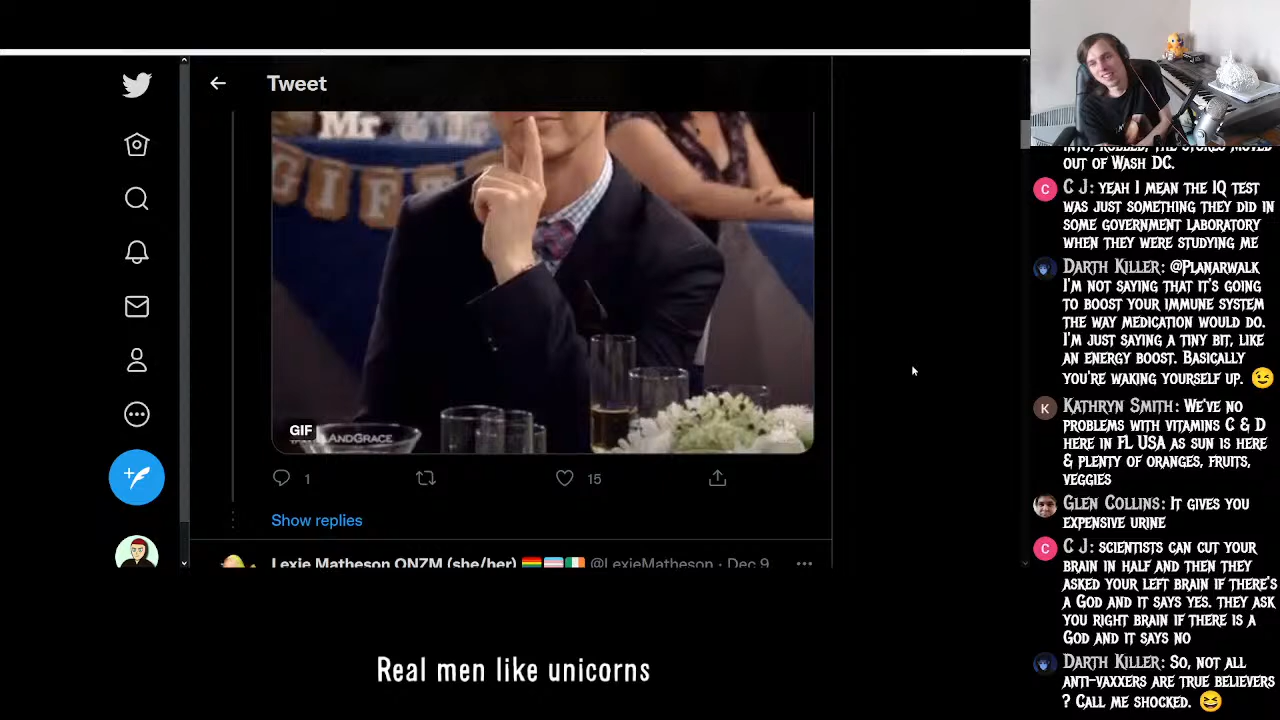 Tweet
Mr
GIF
GIF
ANDGRACE
1
15
Show replies
Lexie Matheson ONZM (she/her) @LexieMatheson · Dec 9
Real men like unicorns
OUT OF WASH DC.
C J: YEAH I MEAN THE IQ TEST
WAS JUST SOMETHING THEY DID IN
SOME GOVERNMENT LABORATORY
WHEN THEY WERE STUDYING ME
DARTH KILLER: @PLANARWALK
I'M NOT SAYING THAT IT'S GOING
TO BOOST YOUR IMMUNE SYSTEM
THE WAY MEDICATION WOULD DO.
I'M JUST SAYING A TINY BIT, LIKE
AN ENERGY BOOST. BASICALLY
YOU'RE WAKING YOURSELF UP. 😉
K
KATHRYN SMITH: WE'VE NO
PROBLEMS WITH VITAMINS C & D
HERE IN FL USA AS SUN IS HERE
& PLENTY OF ORANGES, FRUITS,
VEGGIES
GLEN COLLINS: IT GIVES YOU
EXPENSIVE URINE
C
C J: SCIENTISTS CAN CUT YOUR
BRAIN IN HALF AND THEN THEY
ASKED YOUR LEFT BRAIN IF THERE'S
A GOD AND IT SAYS YES. THEY ASK
YOU RIGHT BRAIN IF THERE IS A
GOD AND IT SAYS NO
DARTH KILLER: SO, NOT ALL
ANTI-VAXXERS ARE TRUE BELIEVERS
? CALL ME SHOCKED. 😆